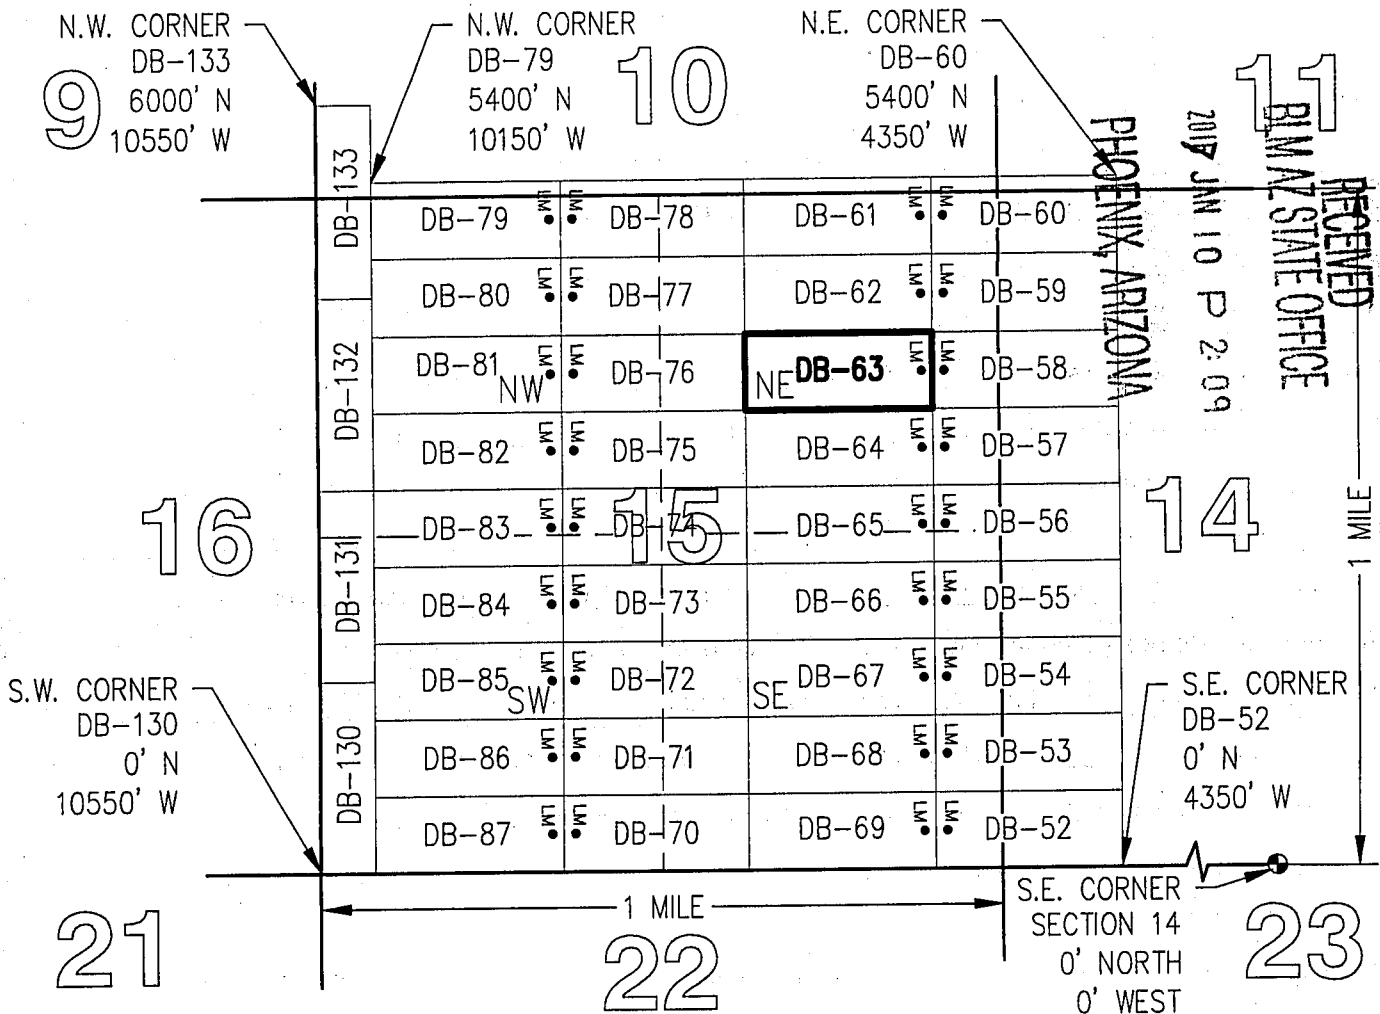 N.W. CORNER
DB-133
6000' N
10550' W
N.W. CORNER
DB-79
5400' N
10150' W
N.E. CORNER
DB-60
5400' N
4350' W
9
10
11
RECEIVED
BLM AZ STATE OFFICE
JAN 10 P 2:09
PHOENIX, ARIZONA
DB-133
DB-79 LM LM DB-78 DB-61 LM LM DB-60
DB-80 LM LM DB-77 DB-62 LM LM DB-59
DB-132
DB-81 NW LM LM DB-76 NE DB-63 LM LM DB-58
DB-82 LM LM DB-75 DB-64 LM LM DB-57
16
15
14
1 MILE
DB-83 LM LM DB-74 DB-65 LM LM DB-56
DB-131
DB-84 LM LM DB-73 DB-66 LM LM DB-55
DB-85 SW LM LM DB-72 SE DB-67 LM LM DB-54
DB-130
DB-86 LM LM DB-71 DB-68 LM LM DB-53
DB-87 LM LM DB-70 DB-69 LM LM DB-52
S.W. CORNER
DB-130
0' N
10550' W
S.E. CORNER
DB-52
0' N
4350' W
1 MILE
S.E. CORNER
SECTION 14
0' NORTH
0' WEST
21
22
23